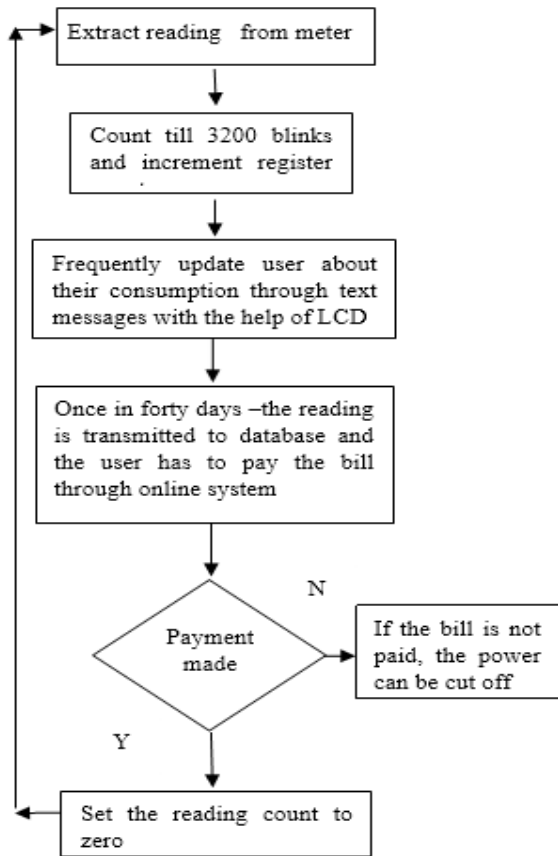 Extract reading from meter
Count till 3200 blinks
and increment register
.
Frequently update user about
their consumption through text
messages with the help of LCD
Once in forty days –the reading
is transmitted to database and
the user has to pay the bill
through online system
N
Payment
made
If the bill is not
paid, the power
can be cut off
Y
Set the reading count to
zero